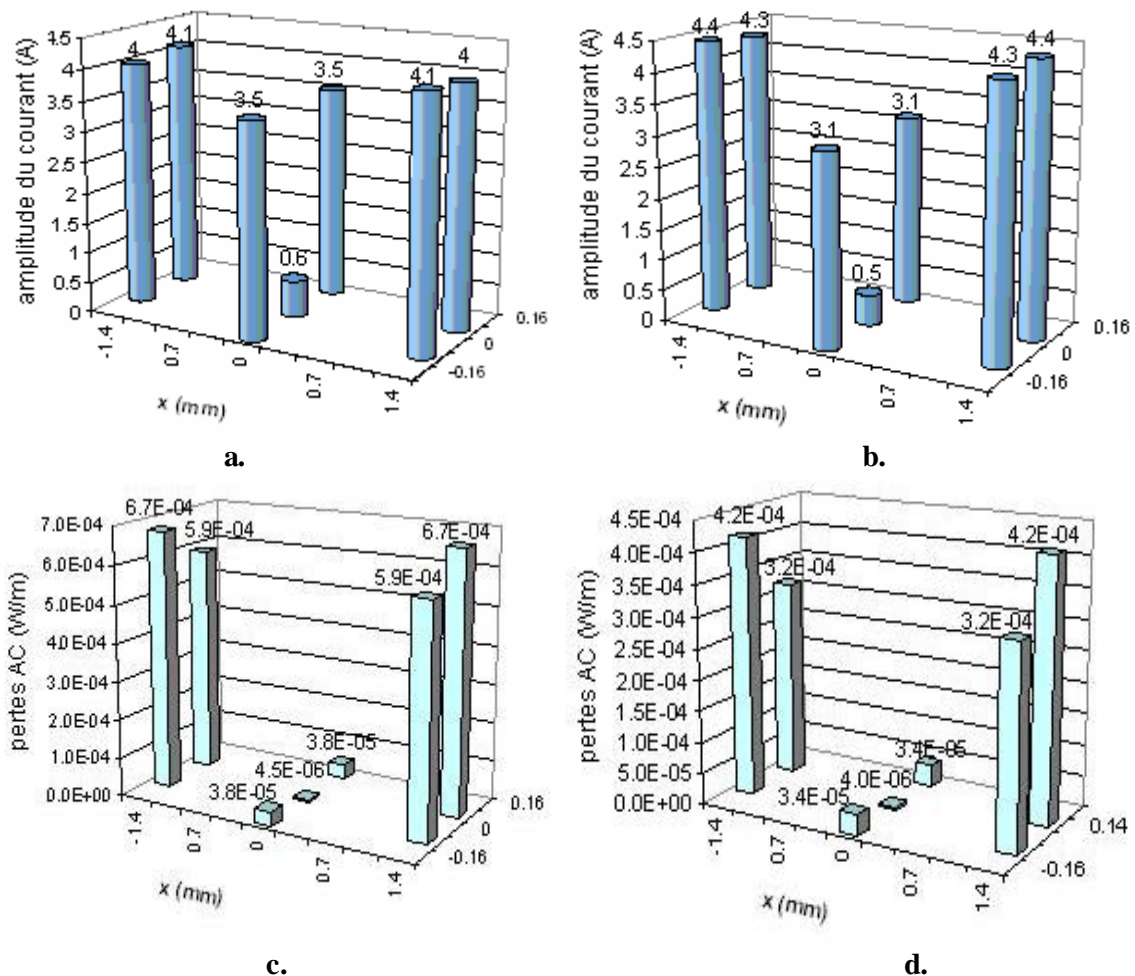 amplitude du courant (A)
4.5
4
3.5
3
2.5
2
1.5
1
0.5
0
4
4.1
3.5
3.5
0.6
4.1
4
-1.4
0.7
0
0.7
1.4
x (mm)
-0.16
0
0.16
a.
amplitude du courant (A)
4.5
4
3.5
3
2.5
2
1.5
1
0.5
0
4.4
4.3
3.1
3.1
0.5
4.3
4.4
-1.4
0.7
0
0.7
1.4
x (mm)
-0.16
0
0.16
b.
pertes AC (W/m)
7.0E-04
6.0E-04
5.0E-04
4.0E-04
3.0E-04
2.0E-04
1.0E-04
0.0E+00
6.7E-04
5.9E-04
3.8E-05
4.5E-06
3.8E-05
5.9E-04
6.7E-04
-1.4
0.7
0
0.7
1.4
x (mm)
-0.16
0
0.16
c.
pertes AC (W/m)
4.5E-04
4.0E-04
3.5E-04
3.0E-04
2.5E-04
2.0E-04
1.5E-04
1.0E-04
5.0E-05
0.0E+00
4.2E-04
3.2E-04
3.4E-05
4.0E-06
3.4E-05
3.2E-04
4.2E-04
-1.4
0.7
0
0.7
1.4
x (mm)
-0.16
0.14
d.